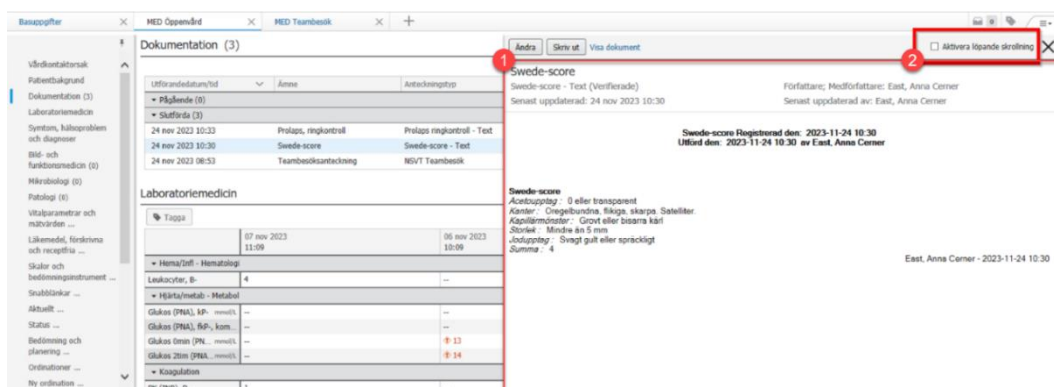 Basuppgifter
MED Öppenvård
MED Teambesök
Vårdkontaktorsak
Patientbakgrund
Dokumentation (3)
Laboratoriemedicin
Symtom, hälsoproblem
och diagnoser
Bild- och
funktionsmedicin (0)
Mikrobiologi (0)
Patologi (0)
Vitalparametrar och
mätvärden ...
Läkemedel, förskrivna
och receptfria ...
Skalor och
bedömningsinstrument ...
Snabblänkar ...
Aktuellt ...
Status ...
Bedömning och
planering ...
Ordinationer ...
Ny ordination ...
Dokumentation (3)
Utförandedatum/tid Ämne Anteckningstyp
Pågående (0)
Slutförda (3)
24 nov 2023 10:33 Prolaps, ringkontroll Prolaps ringkontroll - Text
24 nov 2023 10:30 Swede-score Swede-score - Text
24 nov 2023 08:53 Teambesöksanteckning NSVT Teambesök
Laboratoriemedicin
Tagga
07 nov 2023 06 nov 2023
11:09 10:09
Hema/Infl - Hematologi
Leukocyter, B- 4 --
Hjärta/metab - Metabol
Glukos (PNA), kP- mmol/L -- --
Glukos (PNA), fkP-, kom... -- --
Glukos 0min (PN... mmol/L -- 13
Glukos 2tim (PNA... mmol/L -- 14
Koagulation
Ändra Skriv ut Visa dokument
1
2
Aktivera löpande skrollning
Swede-score
Swede-score - Text (Verifierade) Författare; Medförfattare: East, Anna Cerner
Senast uppdaterad: 24 nov 2023 10:30 Senast uppdaterad av: East, Anna Cerner
Swede-score Registrerad den: 2023-11-24 10:30
Utförd den: 2023-11-24 10:30 av East, Anna Cerner
Swede-score
Acetoupptag : 0 eller transparent
Kanter : Oregelbundna, flikiga, skarpa. Satelliter.
Kapillärmönster : Grovt eller bisarra kärl
Storlek : Mindre än 5 mm
Jodupptag : Svagt gult eller spräckligt
Summa : 4
East, Anna Cerner - 2023-11-24 10:30